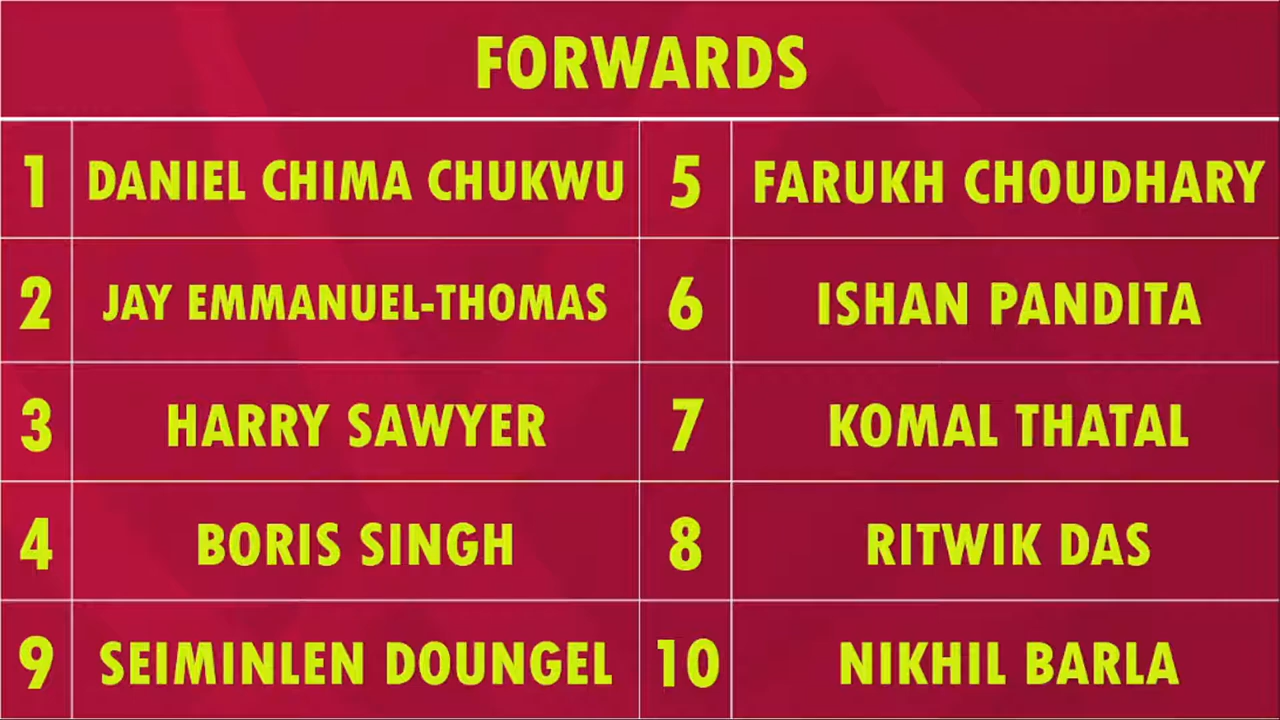 FORWARDS
1 DANIEL CHIMA CHUKWU 5 FARUKH CHOUDHARY
2 JAY EMMANUEL-THOMAS 6 ISHAN PANDITA
3 HARRY SAWYER 7 KOMAL THATAL
4 BORIS SINGH 8 RITWIK DAS
9 SEIMINLEN DOUNGEL 10 NIKHIL BARLA